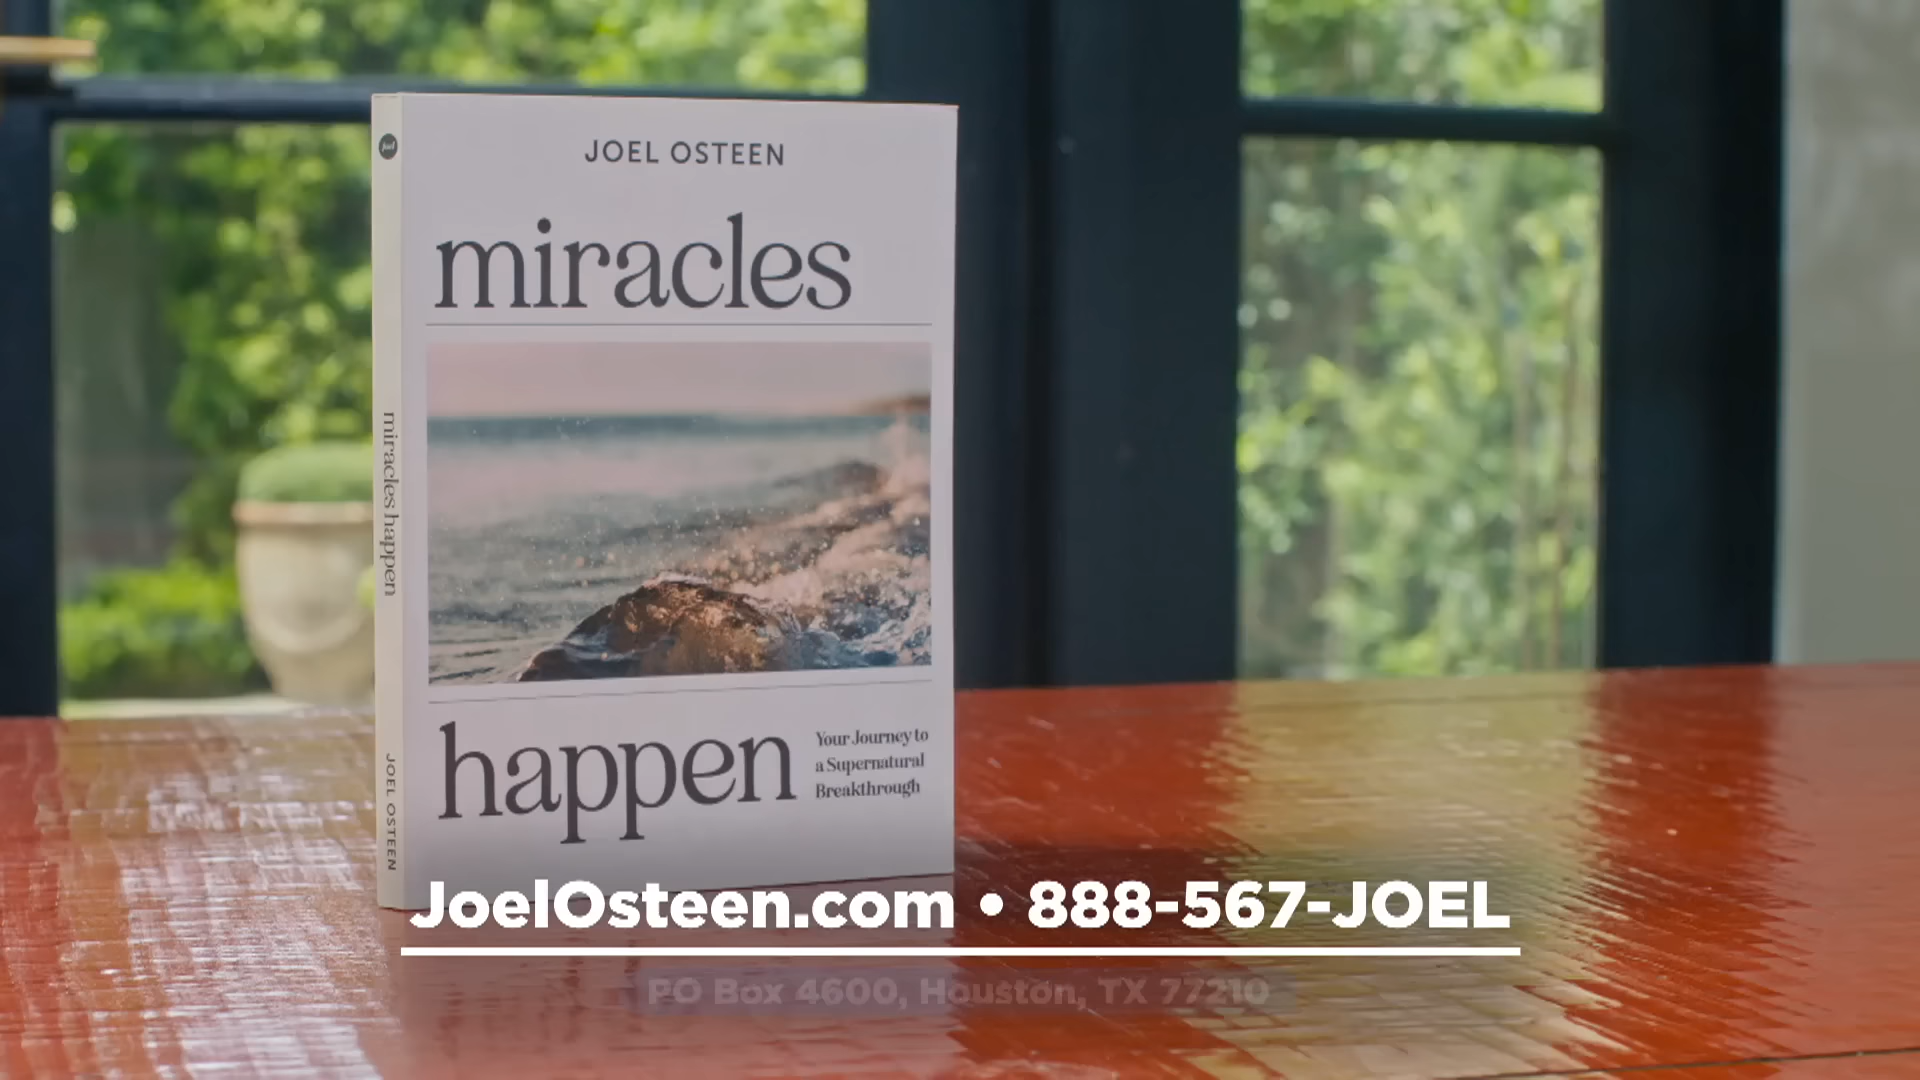 JOEL OSTEEN
miracles
happen
Your Journey to
a Supernatural
Breakthrough
joel
miracles happen
JOEL OSTEEN
JoelOsteen.com • 888-567-JOEL
PO Box 4600, Houston, TX 77210